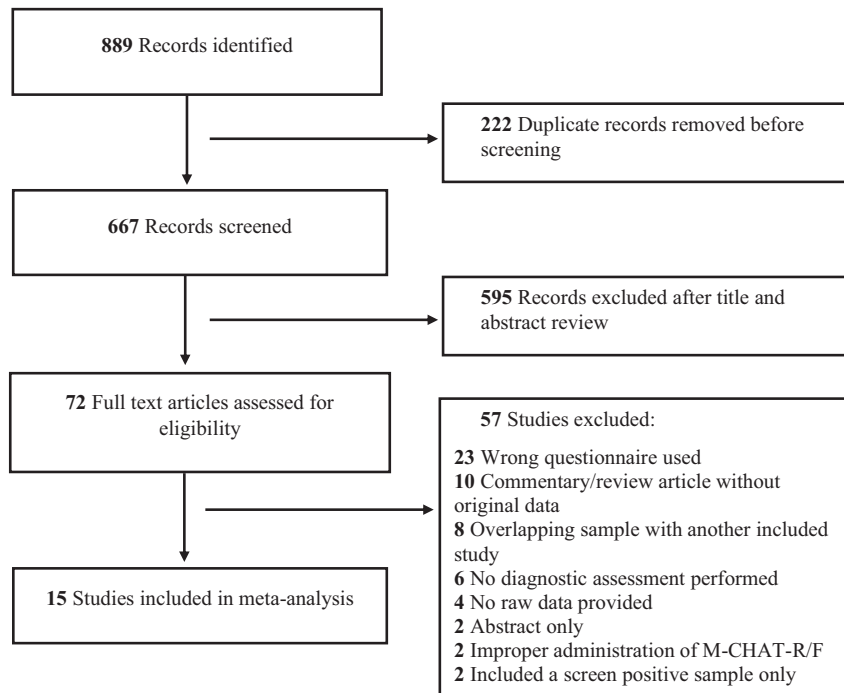 889 Records identified
222 Duplicate records removed before
screening
667 Records screened
595 Records excluded after title and
abstract review
72 Full text articles assessed for
eligibility
57 Studies excluded:
23 Wrong questionnaire used
10 Commentary/review article without
original data
8 Overlapping sample with another included
study
6 No diagnostic assessment performed
4 No raw data provided
2 Abstract only
2 Improper administration of M-CHAT-R/F
2 Included a screen positive sample only
15 Studies included in meta-analysis